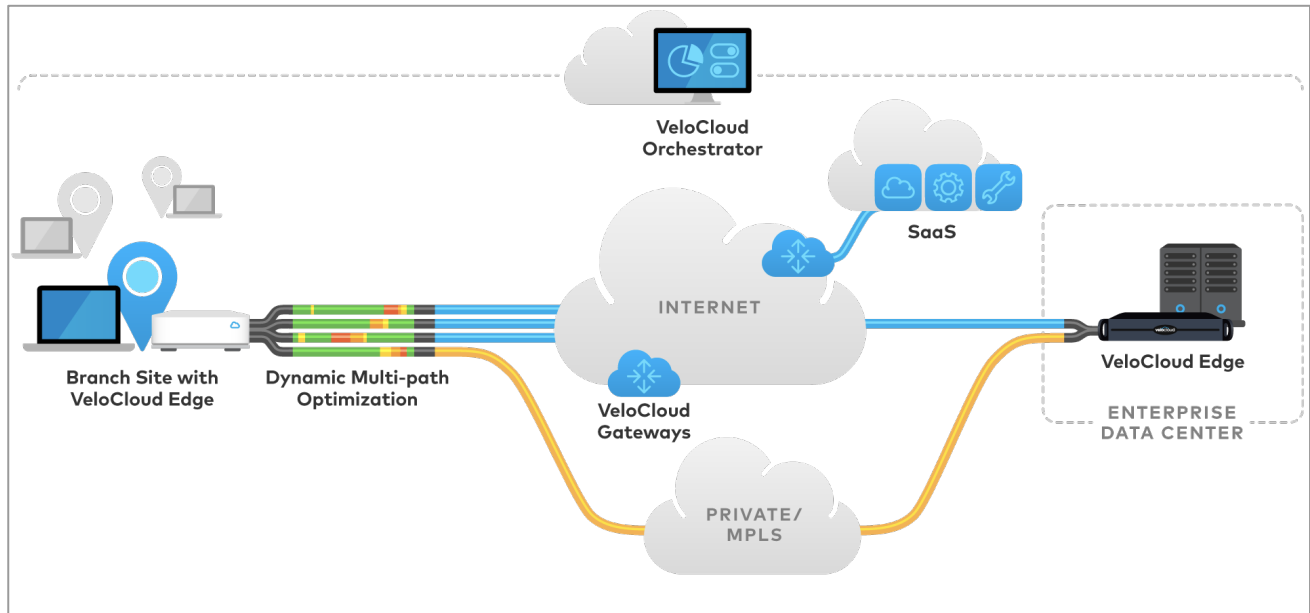 VeloCloud
Orchestrator
SaaS
INTERNET
Branch Site with
VeloCloud Edge
Dynamic Multi-path
Optimization
VeloCloud
Gateways
velocloud
VeloCloud Edge
ENTERPRISE
DATA CENTER
PRIVATE/
MPLS